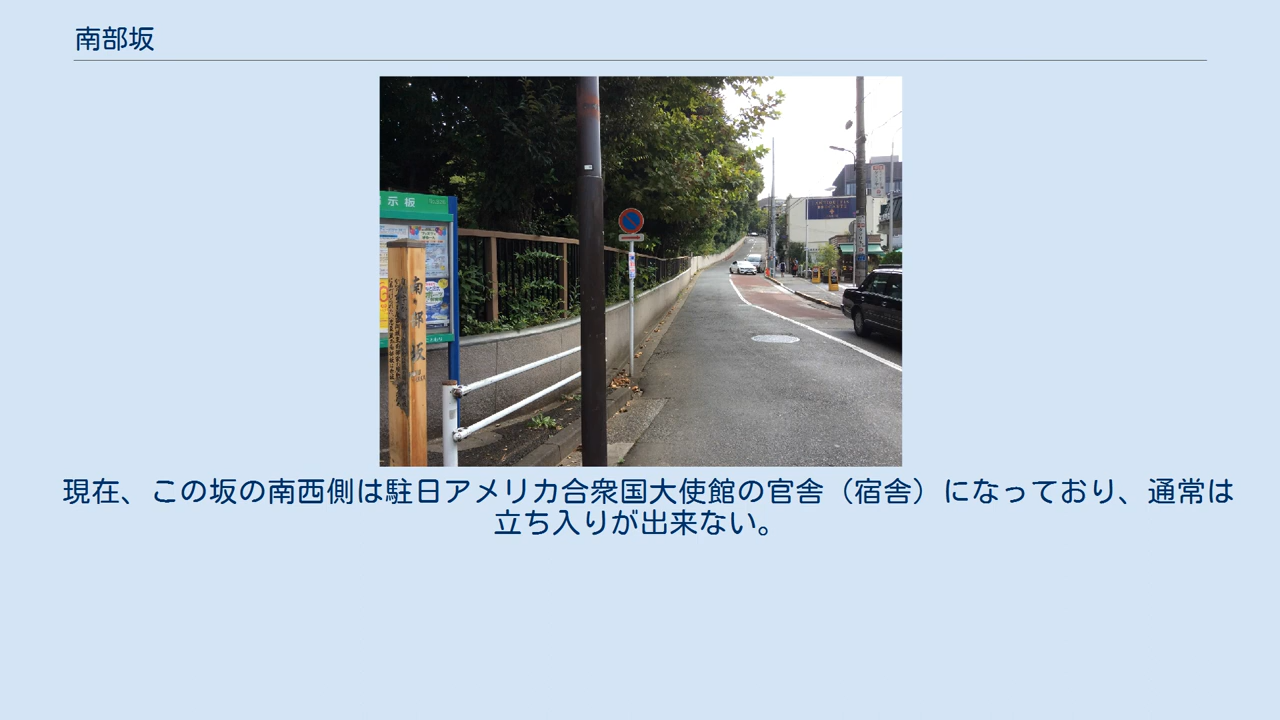 南部坂
示板
南部坂
現在、この坂の南西側は駐日アメリカ合衆国大使館の官舎（宿舎）になっており、通常は
立ち入りが出来ない。